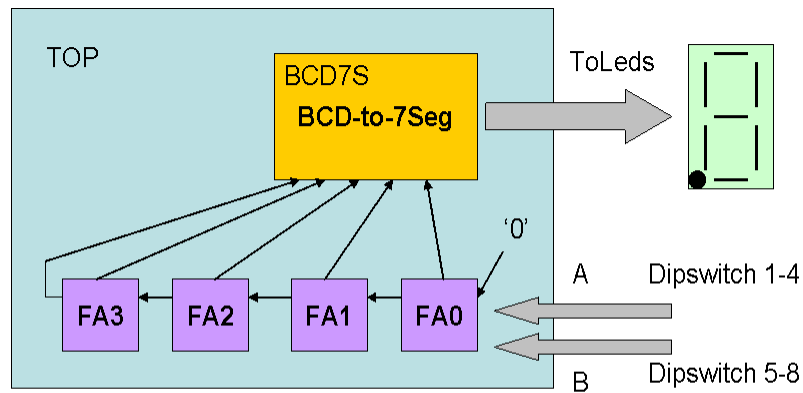 TOP
BCD7S
BCD-to-7Seg
ToLeds
‘0’
FA3
FA2
FA1
FA0
A
Dipswitch 1-4
B
Dipswitch 5-8